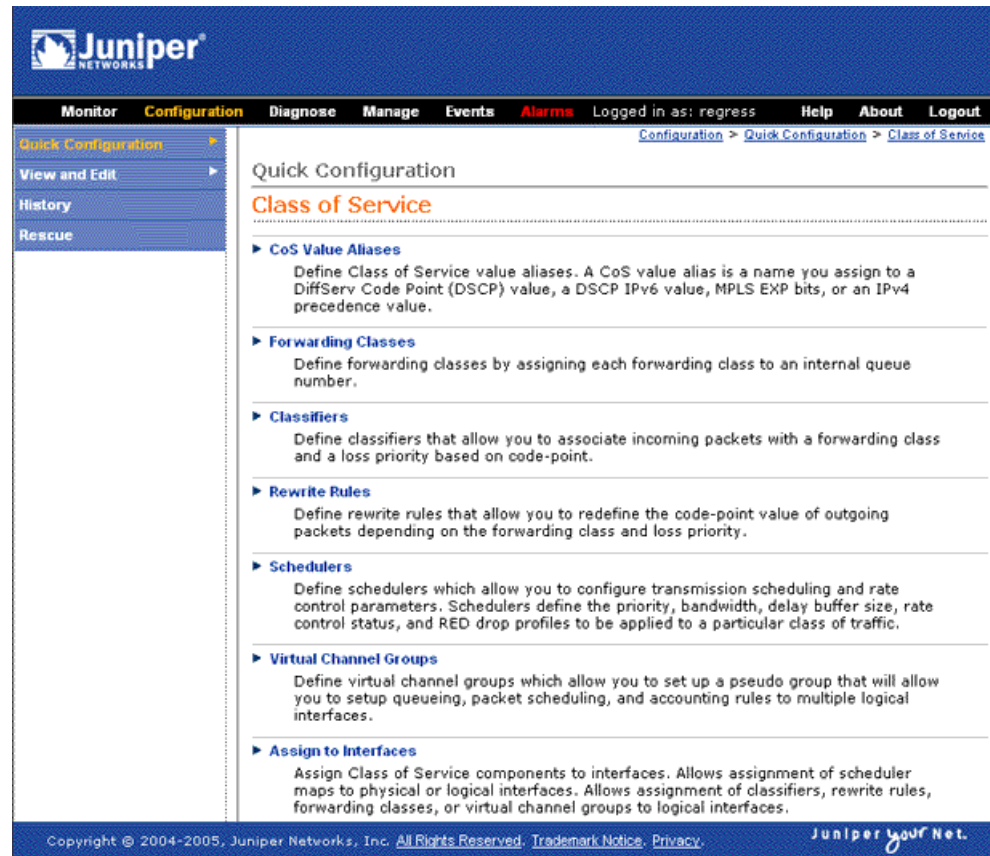 Juniper®
NETWORKS
Monitor Configuration Diagnose Manage Events Alarms Logged in as: regress Help About Logout
Configuration > Quick Configuration > Class of Service
Quick Configuration
View and Edit
History
Rescue
Quick Configuration
Class of Service
CoS Value Aliases
Define Class of Service value aliases. A CoS value alias is a name you assign to a
DiffServ Code Point (DSCP) value, a DSCP IPv6 value, MPLS EXP bits, or an IPv4
precedence value.
Forwarding Classes
Define forwarding classes by assigning each forwarding class to an internal queue
number.
Classifiers
Define classifiers that allow you to associate incoming packets with a forwarding class
and a loss priority based on code-point.
Rewrite Rules
Define rewrite rules that allow you to redefine the code-point value of outgoing
packets depending on the forwarding class and loss priority.
Schedulers
Define schedulers which allow you to configure transmission scheduling and rate
control parameters. Schedulers define the priority, bandwidth, delay buffer size, rate
control status, and RED drop profiles to be applied to a particular class of traffic.
Virtual Channel Groups
Define virtual channel groups which allow you to set up a pseudo group that will allow
you to setup queueing, packet scheduling, and accounting rules to multiple logical
interfaces.
Assign to Interfaces
Assign Class of Service components to interfaces. Allows assignment of scheduler
maps to physical or logical interfaces. Allows assignment of classifiers, rewrite rules,
forwarding classes, or virtual channel groups to logical interfaces.
Copyright © 2004-2005, Juniper Networks, Inc. All Rights Reserved. Trademark Notice. Privacy.
Juniper your Net.